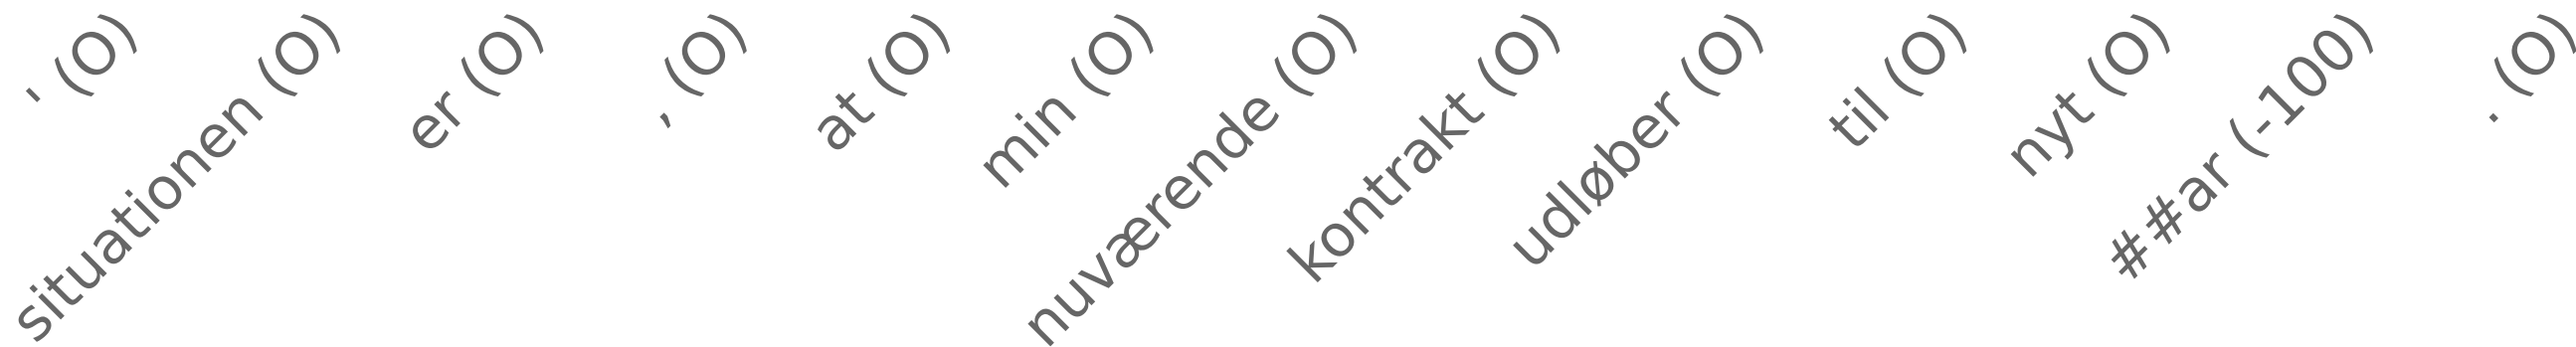 ' (O)
situationen (O)
er (O)
, (O)
at (O)
min (O)
nuværende (O)
kontrakt (O)
udløber (O)
til (O)
nyt (O)
##ar (-100)
. (O)